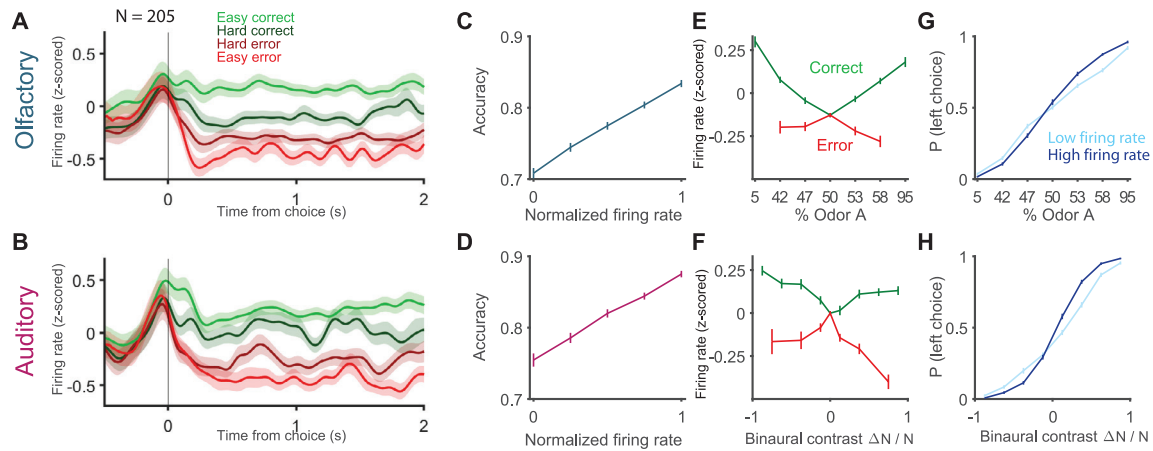 A
N = 205
Easy correct
Hard correct
Hard error
Easy error
Olfactory
Firing rate (z-scored)
0.5
0
-0.5
0
1
2
Time from choice (s)
C
Accuracy
0.9
0.8
0.7
0
1
Normalized firing rate
E
Firing rate (z-scored)
0.25
0
-0.25
Correct
Error
5
42
47
50
53
58
95
% Odor A
G
P (left choice)
1
0.5
0
Low firing rate
High firing rate
5
42
47
50
53
58
95
% Odor A
B
Auditory
Firing rate (z-scored)
0.5
0
-0.5
0
1
2
Time from choice (s)
D
Accuracy
0.9
0.8
0.7
0
1
Normalized firing rate
F
Firing rate (z-scored)
0.25
0
-0.25
-1
0
1
Binaural contrast ΔN / N
H
P (left choice)
1
0.5
0
-1
0
1
Binaural contrast ΔN / N